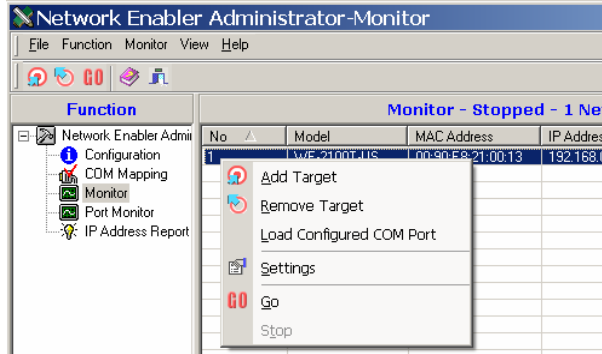 Network Enabler Administrator-Monitor
File Function Monitor View Help
GO
Function
Monitor - Stopped - 1 Ne
Network Enabler Admi
Configuration
COM Mapping
Monitor
Port Monitor
IP Address Report
No Model MAC Address IP Addres
1 WE-2100T-US 00:90:E8:21:00:13 192.168.
Add Target
Remove Target
Load Configured COM Port
Settings
GO Go
Stop